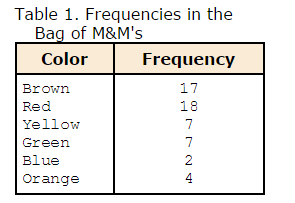 Table 1. Frequencies in the
Bag of M&M's
Color Frequency
Brown 17
Red 18
Yellow 7
Green 7
Blue 2
Orange 4